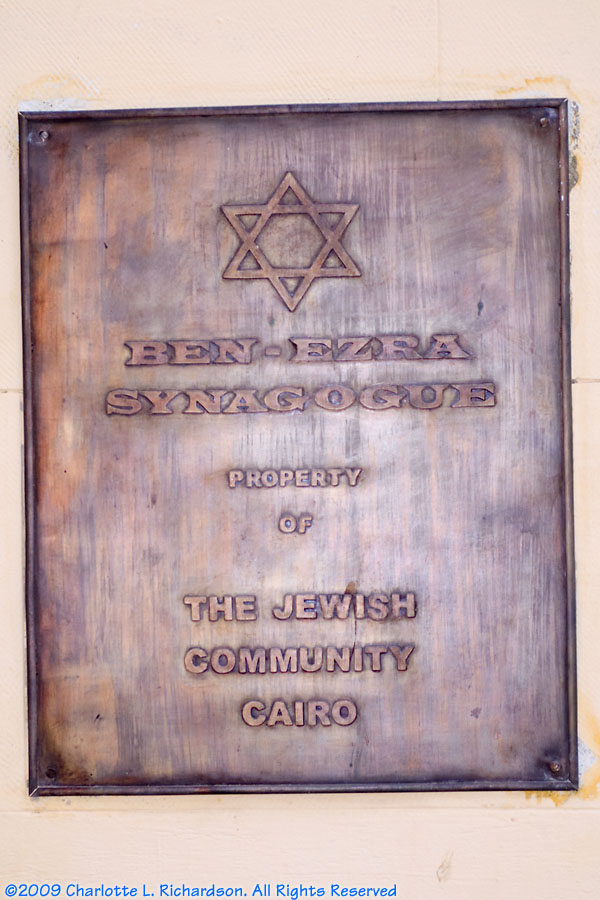 BEN-EZRA
SYNAGOGUE
PROPERTY
OF
THE JEWISH
COMMUNITY
CAIRO
©2009 Charlotte L. Richardson. All Rights Reserved